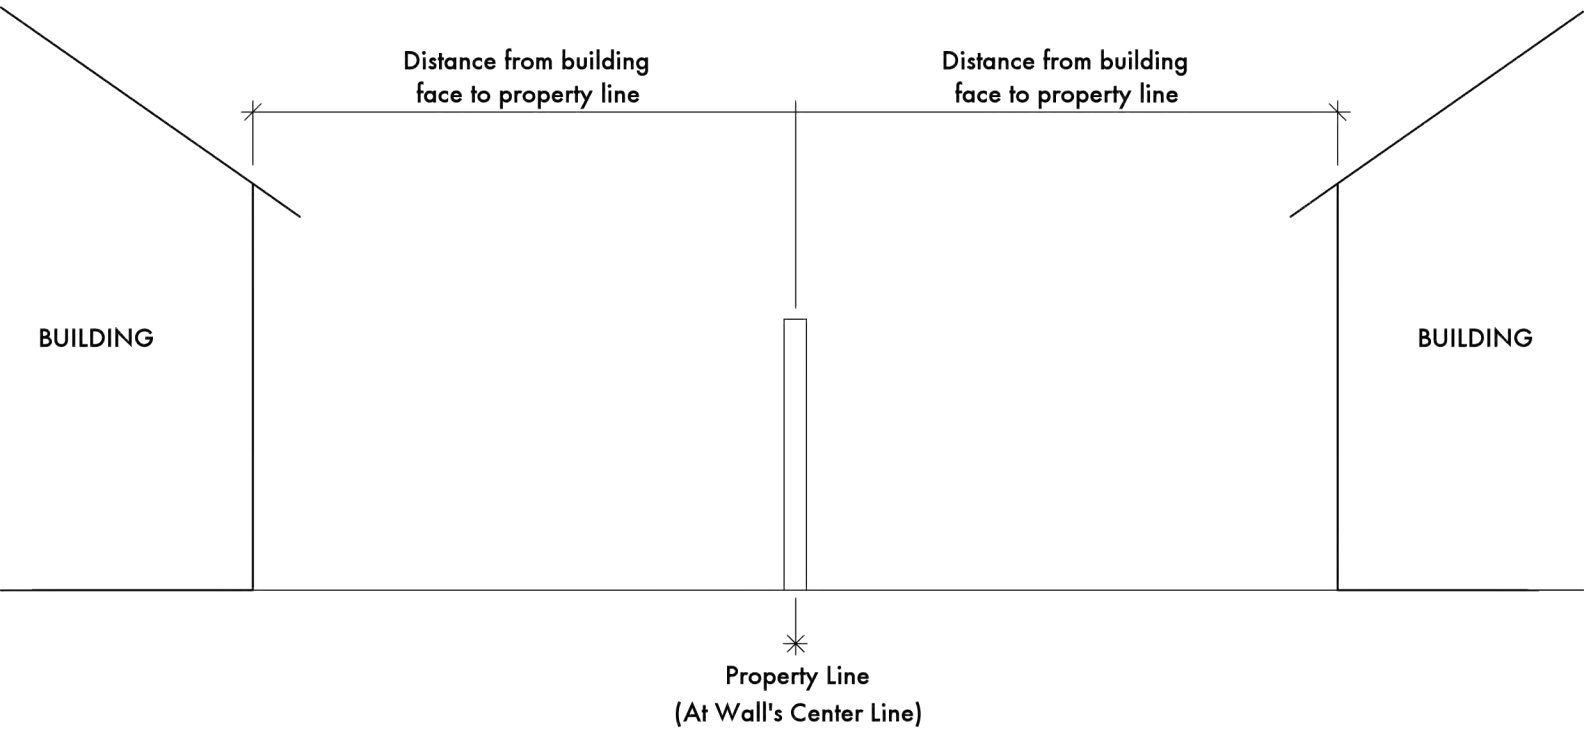 Distance from building
face to property line
Distance from building
face to property line
BUILDING
BUILDING
Property Line
(At Wall's Center Line)